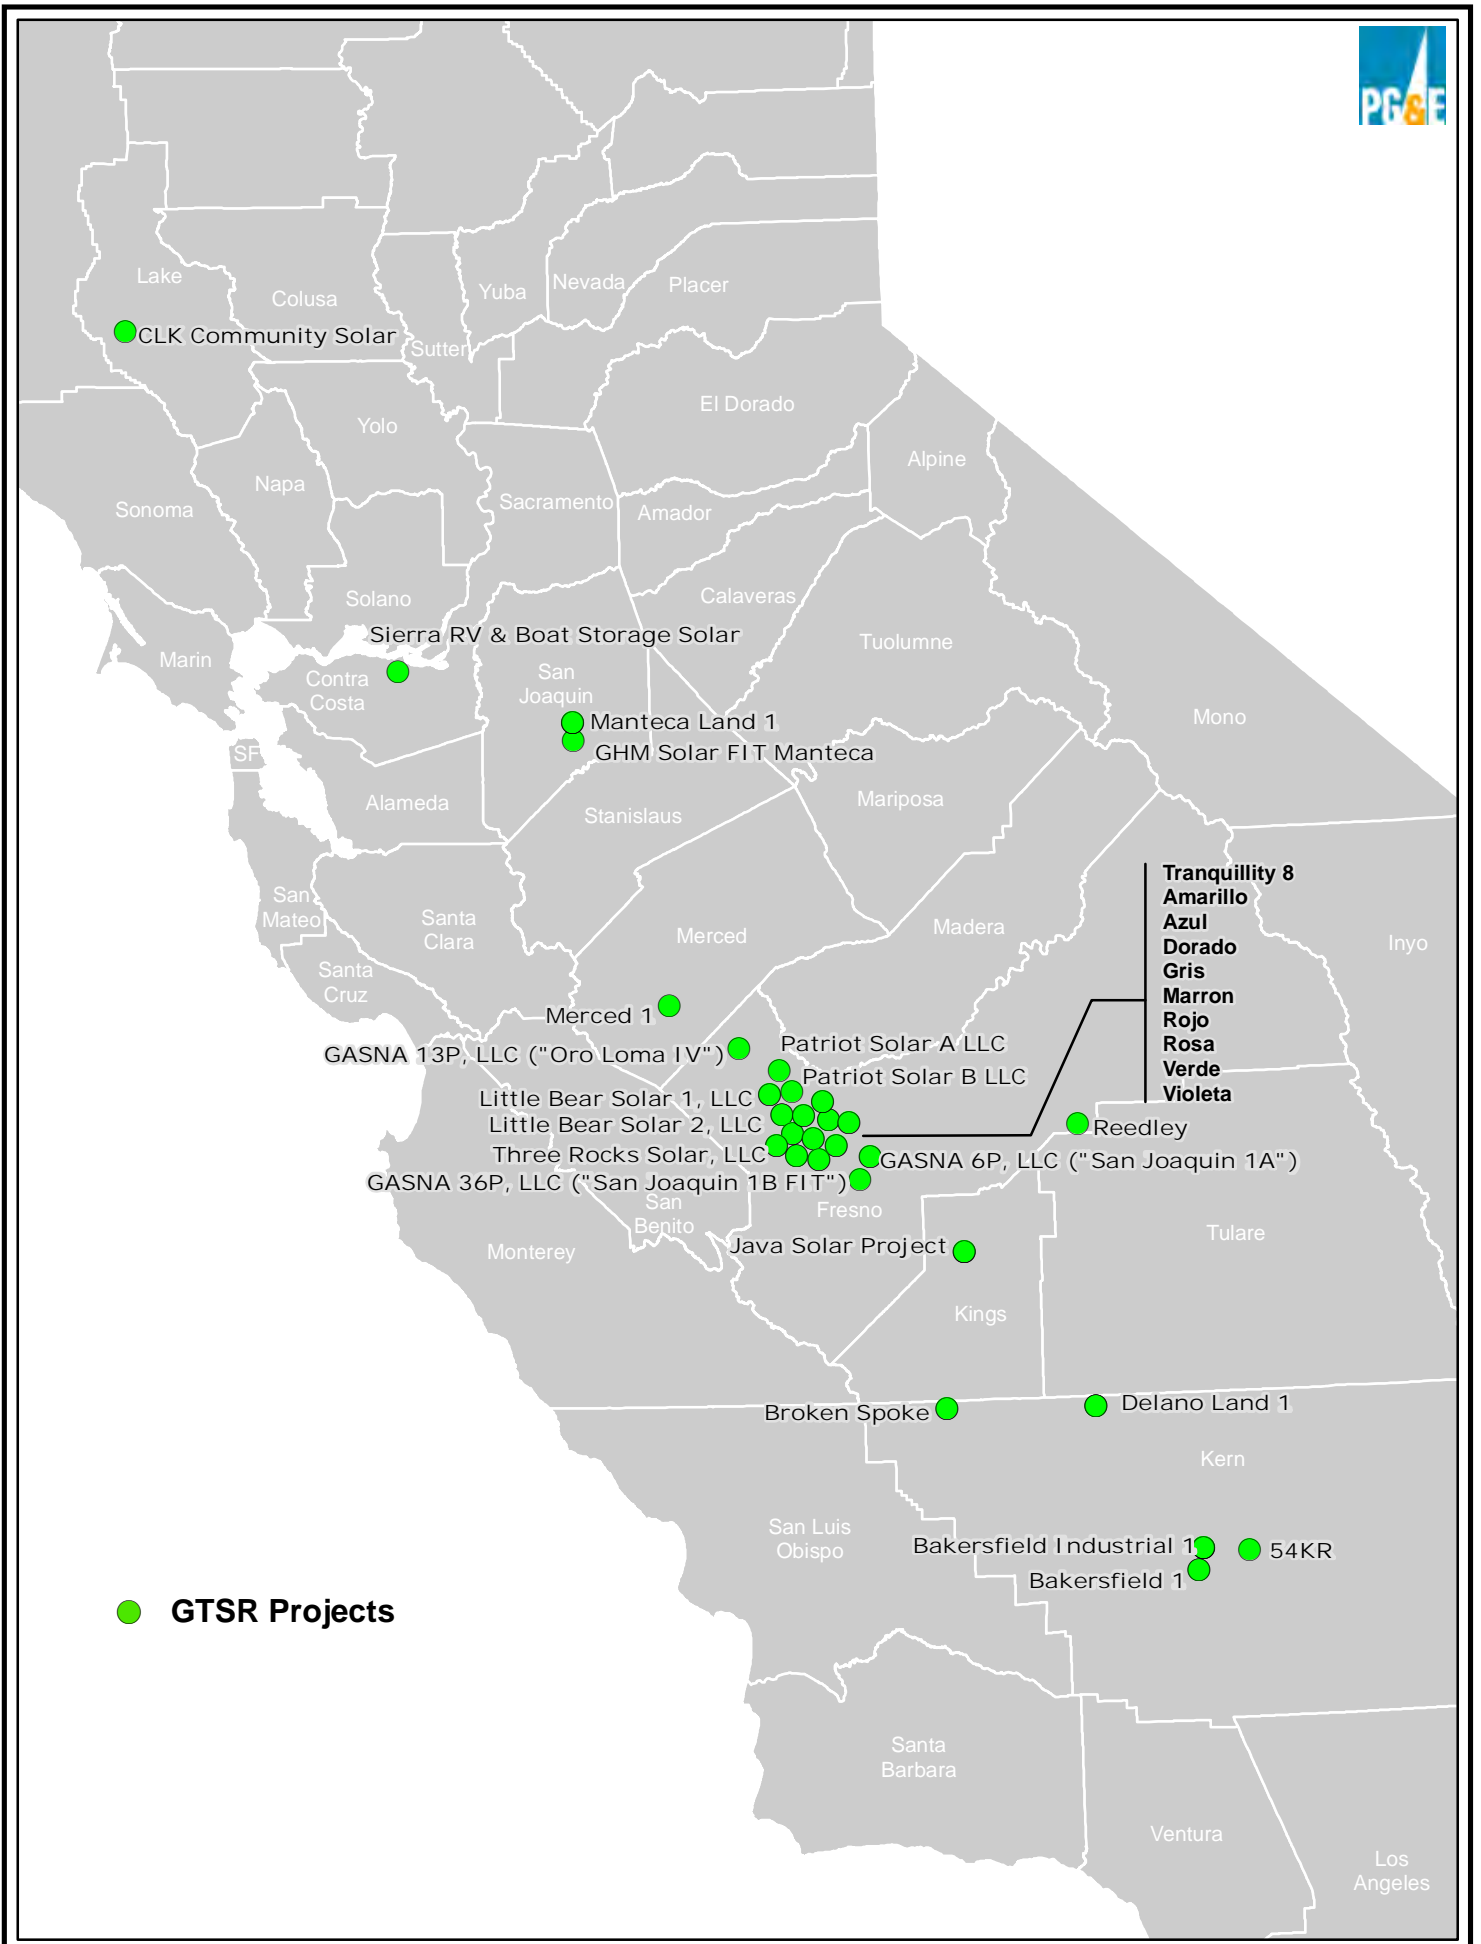 PG&E
Lake
Colusa
Yuba
Nevada
Placer
CLK Community Solar
Sutter
El Dorado
Yolo
Alpine
Napa
Sacramento
Amador
Sonoma
Solano
Calaveras
Sierra RV & Boat Storage Solar
Tuolumne
Marin
Contra
Costa
San
Joaquin
Mono
Manteca Land 1
GHM Solar FIT Manteca
SF
Alameda
Stanislaus
Mariposa
Tranquillity 8
Amarillo
Azul
Dorado
Gris
Marron
Rojo
Rosa
Verde
Violeta
San
Mateo
Santa
Clara
Merced
Madera
Inyo
Santa
Cruz
Merced 1
GASNA 13P, LLC ("Oro Loma IV")
Patriot Solar A LLC
Patriot Solar B LLC
Little Bear Solar 1, LLC
Little Bear Solar 2, LLC
Reedley
Three Rocks Solar, LLC
GASNA 6P, LLC ("San Joaquin 1A")
GASNA 36P, LLC ("San Joaquin 1B FIT")
San
Benito
Fresno
Monterey
Java Solar Project
Tulare
Kings
Broken Spoke
Delano Land 1
Kern
San Luis
Obispo
Bakersfield Industrial 1
54KR
Bakersfield 1
GTSR Projects
Santa
Barbara
Ventura
Los
Angeles